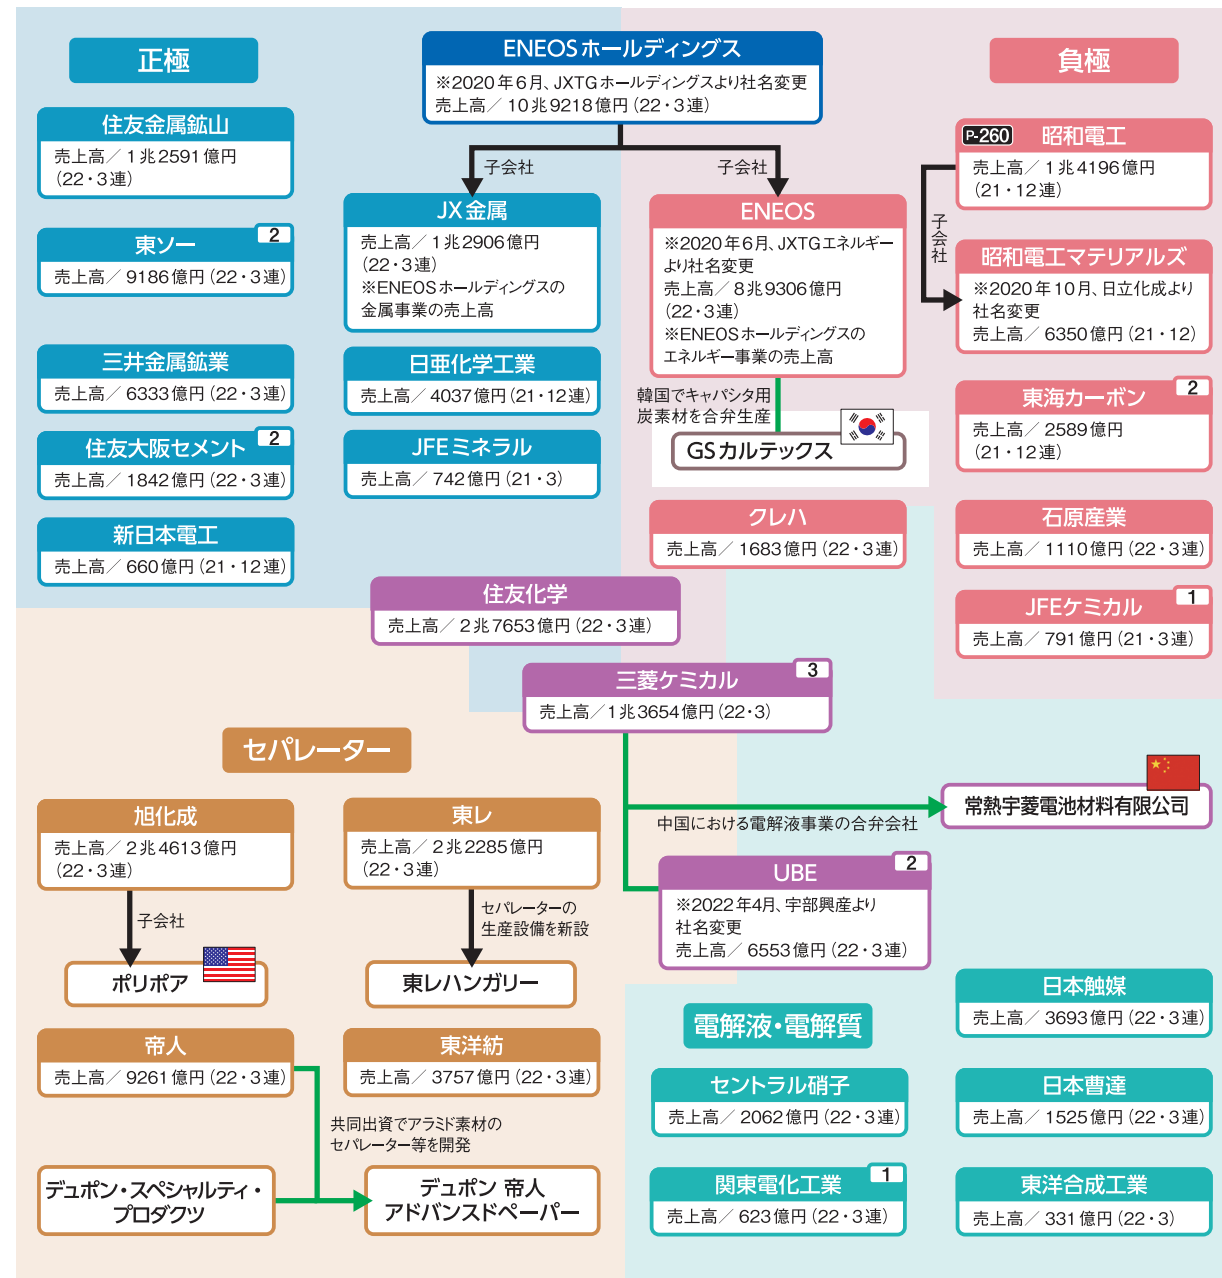 正極
住友金属鉱山
売上高／1兆2591億円
(22・3連)
2
東ソー
売上高／9186億円(22・3連)
三井金属鉱業
売上高／6333億円(22・3連)
2
住友大阪セメント
売上高／1842億円(22・3連)
新日本電工
売上高／660億円(21・12連)
ENEOSホールディングス
※2020年6月、JXTGホールディングスより社名変更
売上高／10兆9218億円(22・3連)
子会社
子会社
JX金属
売上高／1兆2906億円
(22・3連)
※ENEOSホールディングスの
金属事業の売上高
日亜化学工業
売上高／4037億円(21・12連)
JFEミネラル
売上高／742億円(21・3)
ENEOS
※2020年6月、JXTGエネルギー
より社名変更
売上高／8兆9306億円
(22・3連)
※ENEOSホールディングスの
エネルギー事業の売上高
韓国でキャパシタ用
炭素材を合弁生産
GSカルテックス
クレハ
売上高／1683億円(22・3連)
負極
P-260
昭和電工
売上高／1兆4196億円
(21・12連)
子会社
昭和電工マテリアルズ
※2020年10月、日立化成より
社名変更
売上高／6350億円(21・12)
2
東海カーボン
売上高／2589億円
(21・12連)
石原産業
売上高／1110億円(22・3連)
1
JFEケミカル
売上高／791億円(21・3連)
住友化学
売上高／2兆7653億円(22・3連)
3
三菱ケミカル
売上高／1兆3654億円(22・3)
常熟宇菱電池材料有限公司
中国における電解液事業の合弁会社
2
UBE
※2022年4月、宇部興産より
社名変更
売上高／6553億円(22・3連)
セパレーター
旭化成
売上高／2兆4613億円
(22・3連)
子会社
ポリポア
東レ
売上高／2兆2285億円
(22・3連)
セパレーターの
生産設備を新設
東レハンガリー
帝人
売上高／9261億円(22・3連)
東洋紡
売上高／3757億円(22・3連)
共同出資でアラミド素材の
セパレーター等を開発
デュポン・スペシャルティ・
プロダクツ
デュポン 帝人
アドバンスドペーパー
電解液・電解質
日本触媒
売上高／3693億円(22・3連)
セントラル硝子
売上高／2062億円(22・3連)
日本曹達
売上高／1525億円(22・3連)
1
関東電化工業
売上高／623億円(22・3連)
東洋合成工業
売上高／331億円(22・3)